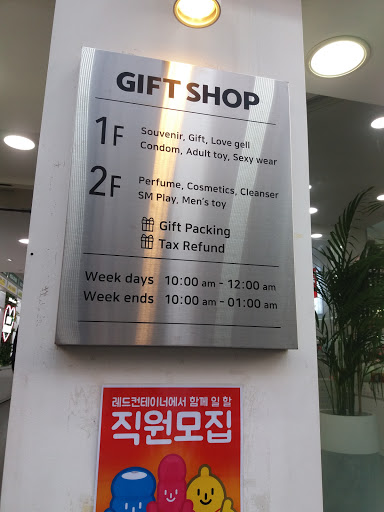 GIFT SHOP
1F Souvenir, Gift, Love gell
Condom, Adult toy, Sexy wear
2F Perfume, Cosmetics, Cleanser
SM Play, Men's toy
Gift Packing
Tax Refund
Week days 10:00 am - 12:00 am
Week ends 10:00 am - 01:00 am
레드컨테이너에서 함께 일 할
직원모집